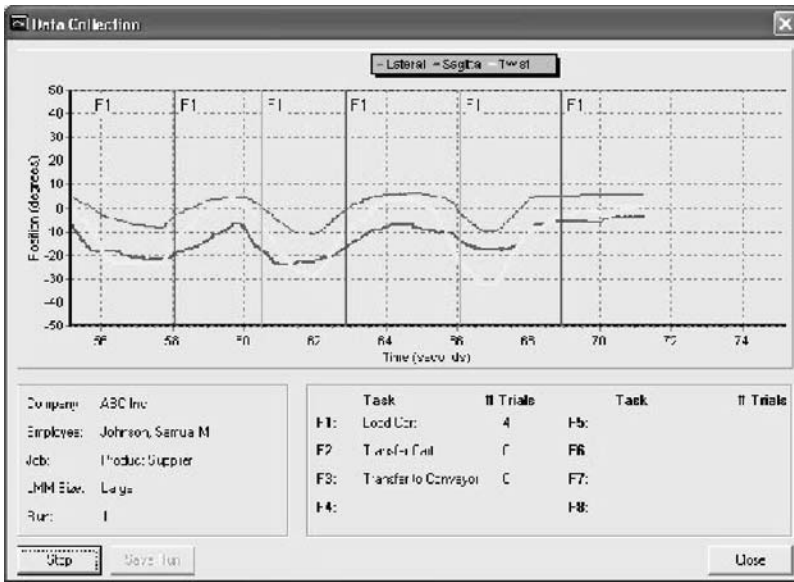 Data Collection
Lateral Sagittal Twist
50
40
30
20
10
0
-10
-20
-30
-40
-50
F1 F1 F1 F1 F1 F1
Position (degrees)
56 58 60 62 64 66 68 70 72 74
Time (seconds)
Company: ABC Inc
Employee: Johnson, Samual M
Job: Product Supplier
LMM Size: Large
Run: 1
Task # Trials Task # Trials
F1: Load Cart 4 F5:
F2: Transfer Cart 0 F6:
F3: Transfer to Conveyor 0 F7:
F4: F8:
Stop Save Run Close